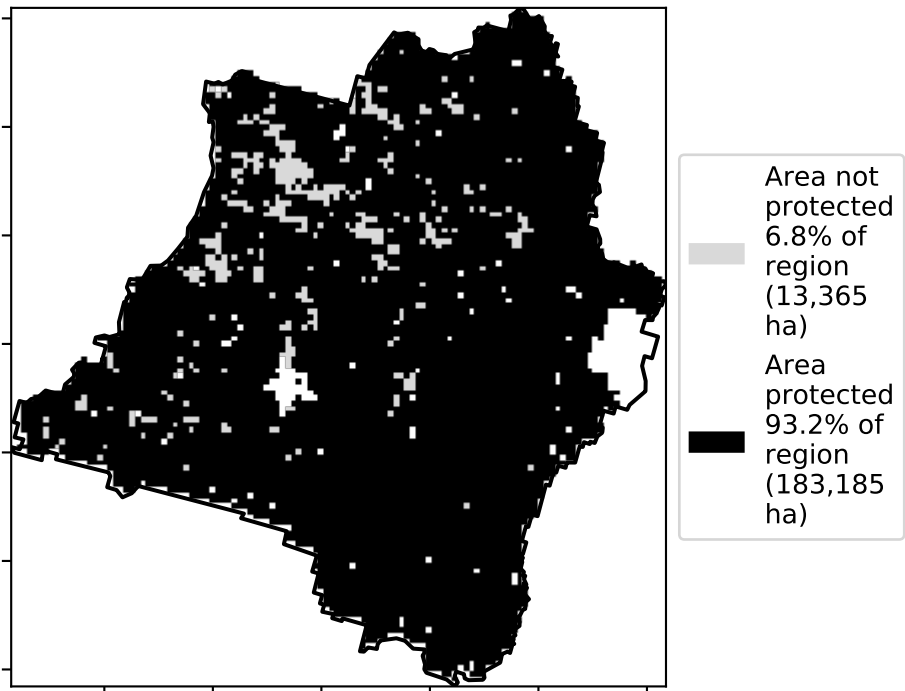 Area not
protected
6.8% of
region
(13,365
ha)
Area
protected
93.2% of
region
(183,185
ha)